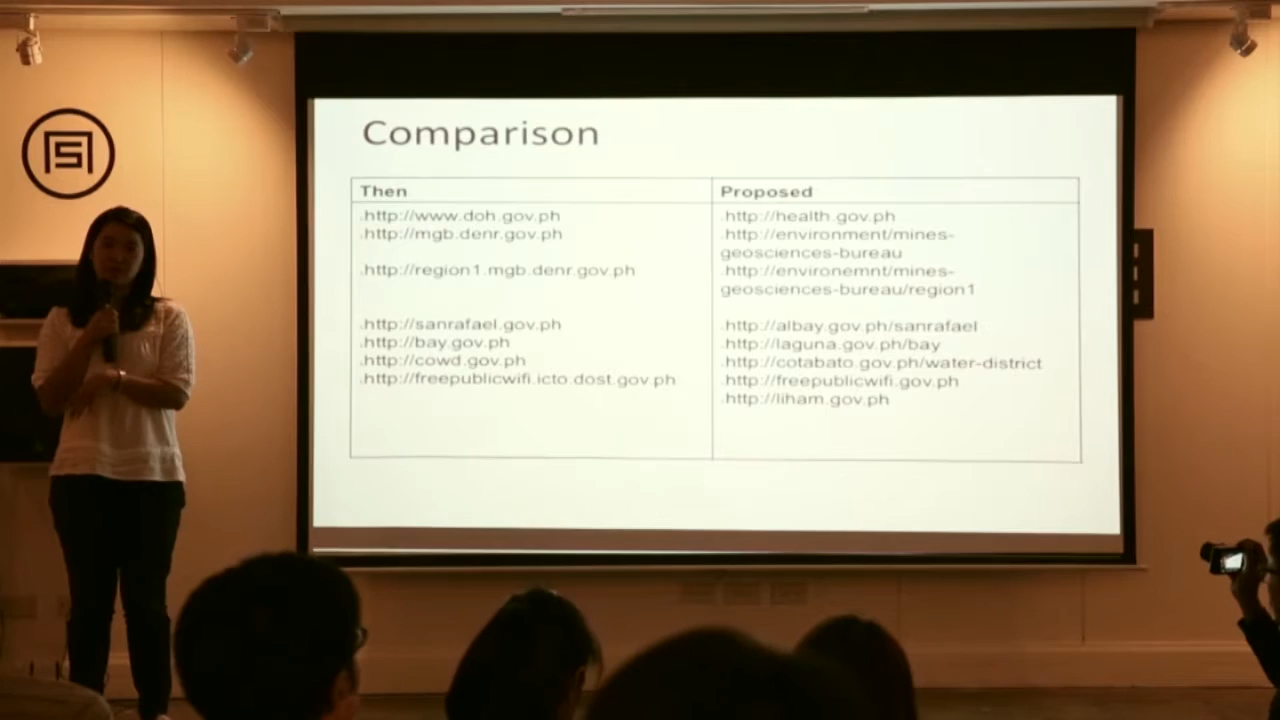 Comparison
Then
Proposed
.http://www.doh.gov.ph
.http://mgb.denr.gov.ph
.http://region1.mgb.denr.gov.ph
.http://sanrafael.gov.ph
.http://bay.gov.ph
.http://cowd.gov.ph
.http://freepublicwifi.icto.dost.gov.ph
.http://health.gov.ph
.http://environment/mines-
geosciences-bureau
.http://environemnt/mines-
geosciences-bureau/region1
.http://albay.gov.ph/sanrafael
.http://laguna.gov.ph/bay
.http://cotabato.gov.ph/water-district
.http://freepublicwifi.gov.ph
.http://liham.gov.ph